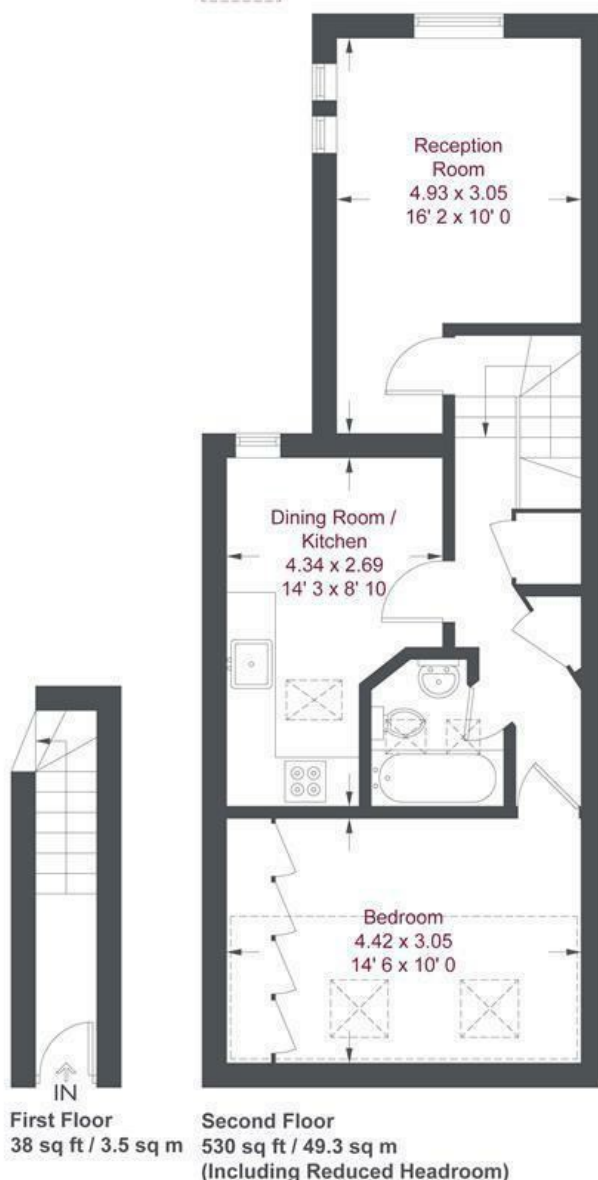 Reception
Room
4.93 x 3.05
16' 2 x 10' 0
Dining Room /
Kitchen
4.34 x 2.69
14' 3 x 8' 10
Bedroom
4.42 x 3.05
14' 6 x 10' 0
IN
First Floor
38 sq ft / 3.5 sq m
Second Floor
530 sq ft / 49.3 sq m
(Including Reduced Headroom)